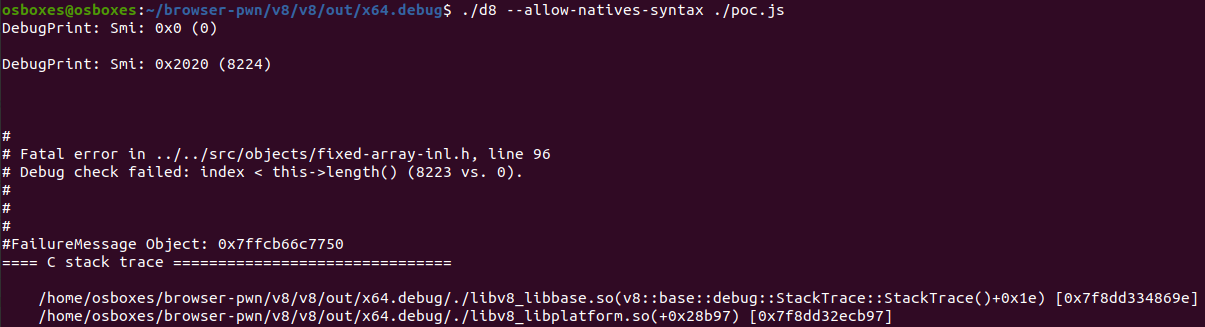 osboxes@osboxes:~/browser-pwn/v8/v8/out/x64.debug$ ./d8 --allow-natives-syntax ./poc.js
DebugPrint: Smi: 0x0 (0)
DebugPrint: Smi: 0x2020 (8224)
#
# Fatal error in ../../src/objects/fixed-array-inl.h, line 96
# Debug check failed: index < this->length() (8223 vs. 0).
#
#
#
#FailureMessage Object: 0x7ffcb66c7750
==== C stack trace ===============================
/home/osboxes/browser-pwn/v8/v8/out/x64.debug/./libv8_libbase.so(v8::base::debug::StackTrace::StackTrace()+0x1e) [0x7f8dd334869e]
/home/osboxes/browser-pwn/v8/v8/out/x64.debug/./libv8_libplatform.so(+0x28b97) [0x7f8dd32ecb97]